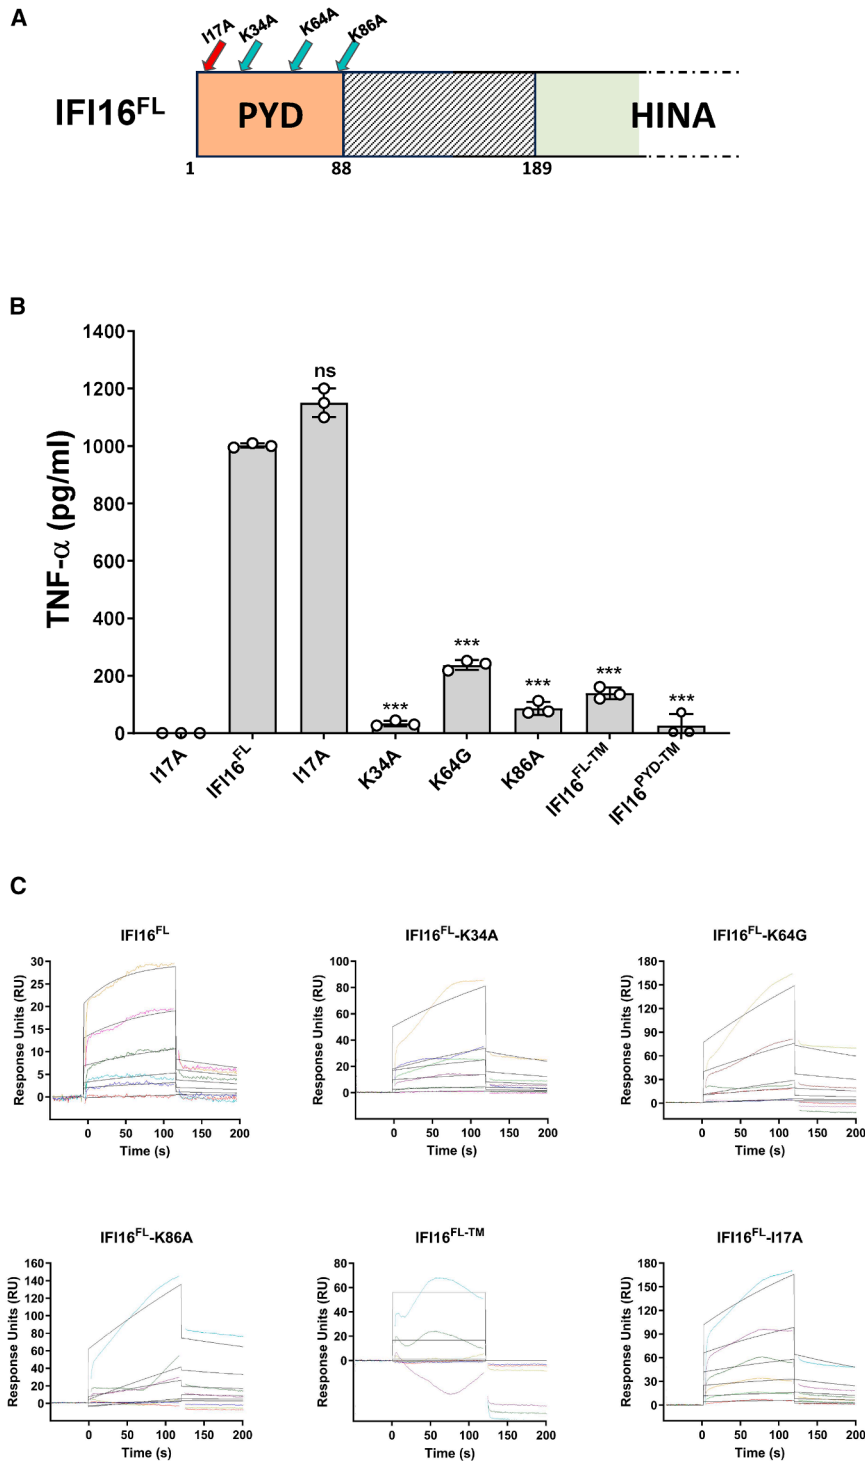 A
I17A K34A K64A K86A
IFI16FL PYD HINA
1 88 189
B
TNF-α (pg/ml)
1400
1200
1000
800
600
400
200
0
ns
*** *** *** *** ***
I17A IFI16FL I17A K34A K64G K86A IFI16FL-TM IFI16PYD-TM
C
IFI16FL
Response Units (RU)
30
25
20
15
10
5
0
0 50 100 150 200
Time (s)
IFI16FL-K34A
Response Units (RU)
100
80
60
40
20
0
0 50 100 150 200
Time (s)
IFI16FL-K64G
Response Units (RU)
180
150
120
90
60
30
0
0 50 100 150 200
Time (s)
IFI16FL-K86A
Response Units (RU)
160
140
120
100
80
60
40
20
0
0 50 100 150 200
Time (s)
IFI16FL-TM
Response Units (RU)
80
60
40
20
0
0 50 100 150 200
Time (s)
IFI16FL-I17A
Response Units (RU)
180
150
120
90
60
30
0
0 50 100 150 200
Time (s)